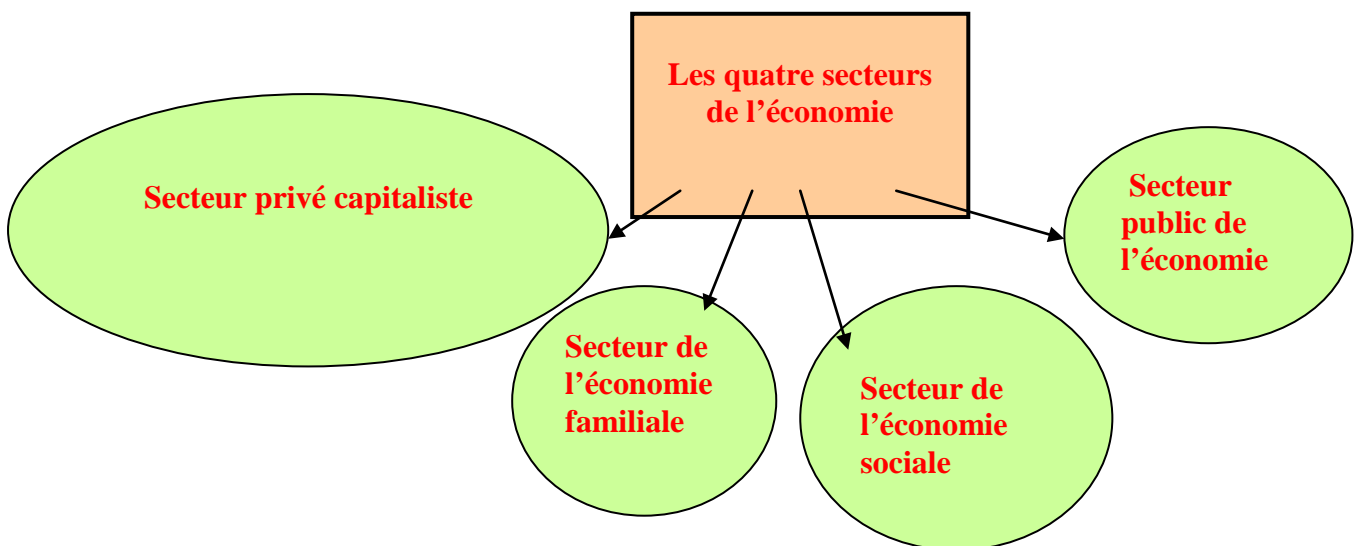 Les quatre secteurs
de l’économie
Secteur privé capitaliste
Secteur
public de
l’économie
Secteur de
l’économie
familiale
Secteur de
l’économie
sociale